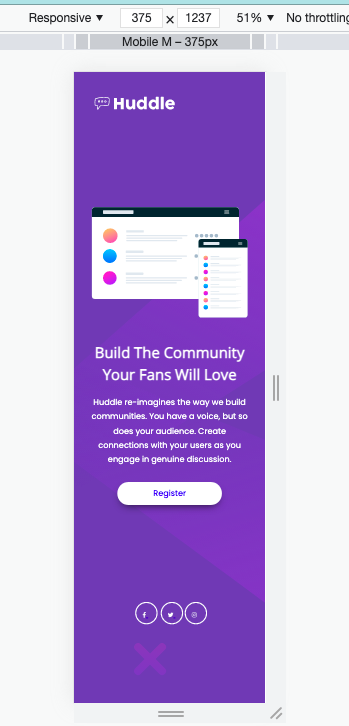 Responsive ▼ 375 × 1237 51% ▼ No throttling
Mobile M – 375px
Huddle
Build The Community
Your Fans Will Love
Huddle re-imagines the way we build
communities. You have a voice, but so
does your audience. Create
connections with your users as you
engage in genuine discussion.
Register